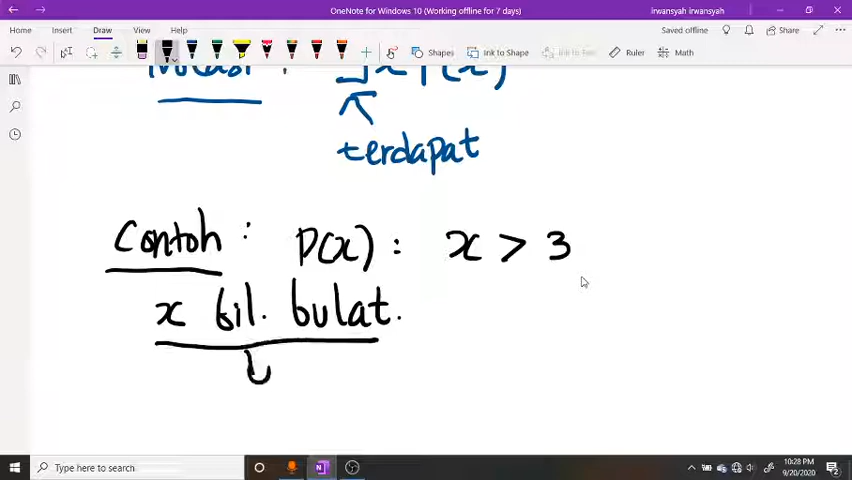 OneNote for Windows 10 (Working offline for 7 days)
irwansyah irwansyah
Home Insert Draw View Help
Saved offline Share
Shapes Ink to Shape Ink to Text Ruler Math
terdapat
Contoh : P(x) : x > 3
x bil. bulat.
Type here to search
10:28 PM
9/20/2020
2